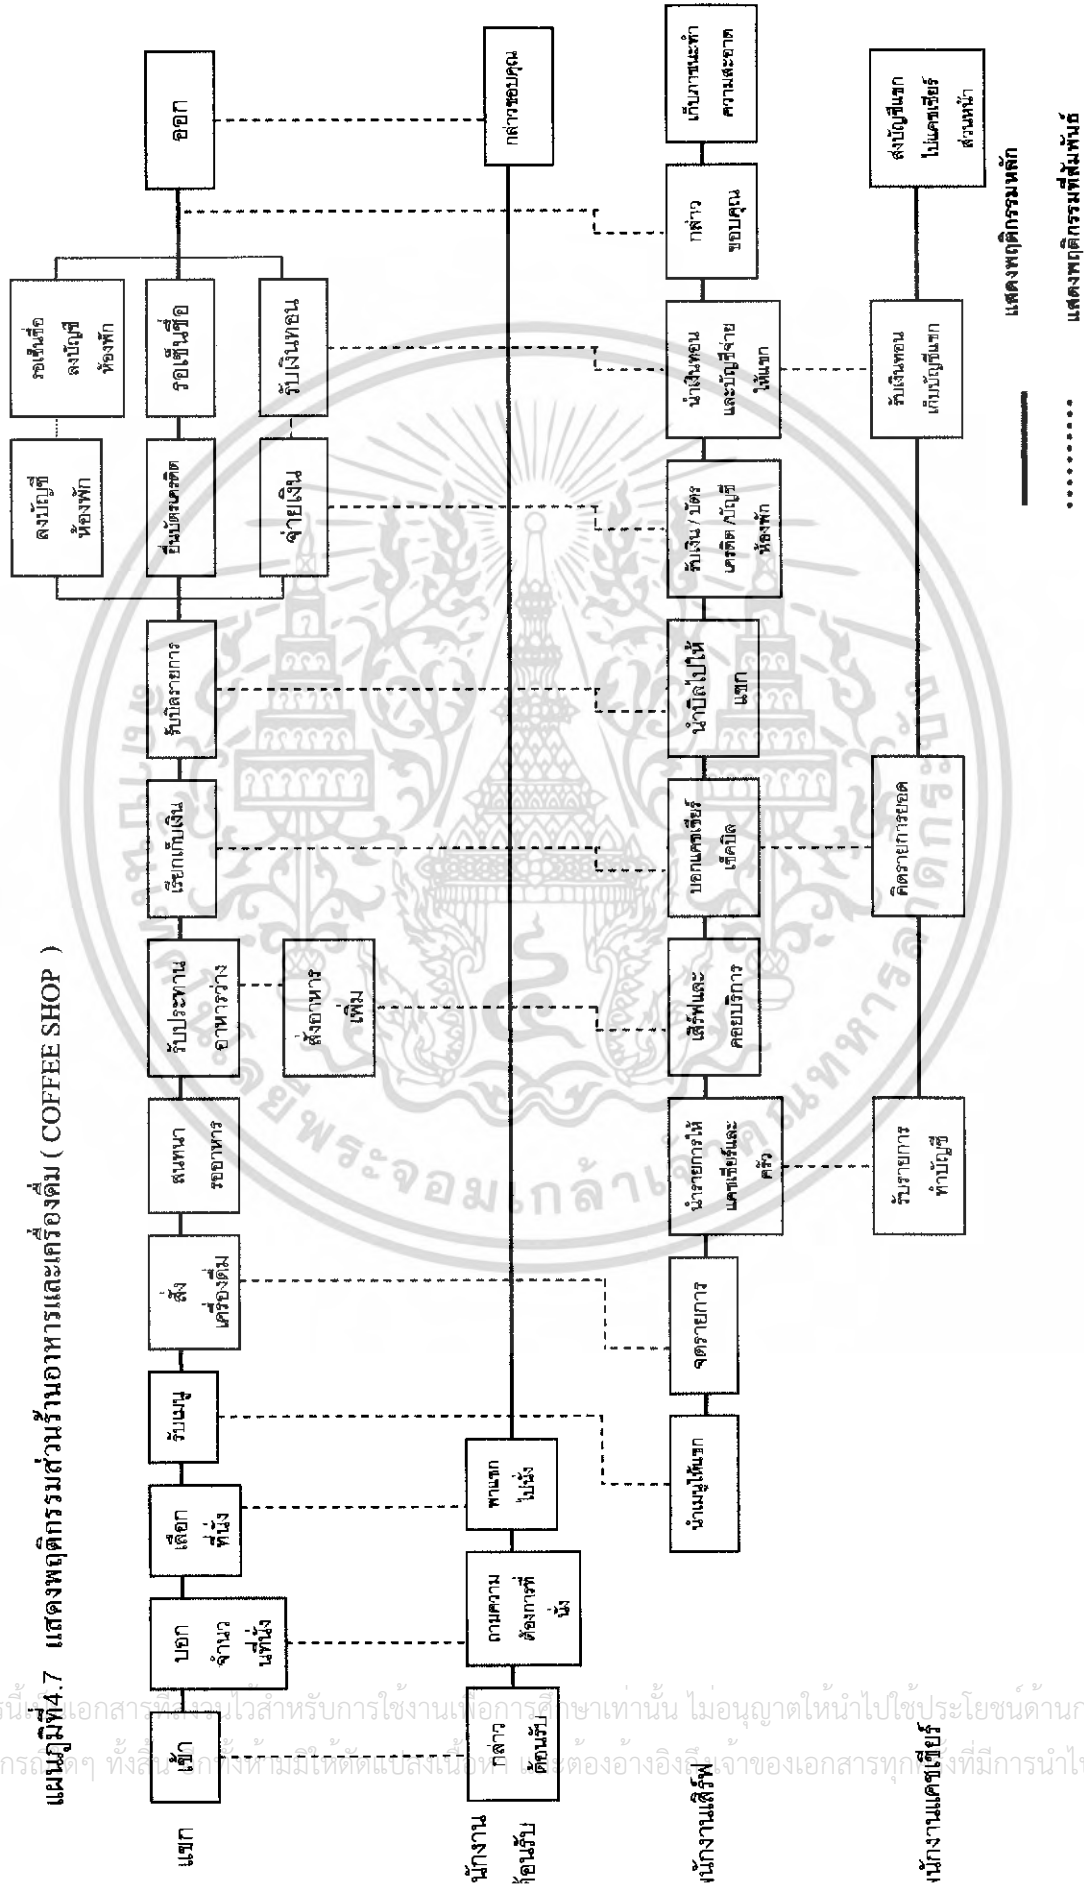 แผนภูมิที่4.7 แสดงพฤติกรรมส่วนร้านอาหารและเครื่องดื่ม ( COFFEE SHOP )
แขก
เข้า
บอก
จำนว
นที่นั่ง
เลือก
ที่นั่ง
รับเมนู
สั่ง
เครื่องดื่ม
สนทนา
รออาหาร
รับประทาน
อาหารว่าง
สั่งอาหาร
เพิ่ม
เรียกเก็บเงิน
รับบิลรายการ
ลงบัญชี
ห้องพัก
รอเซ็นชื่อ
ลงบัญชี
ห้องพัก
ยื่นบัตรเครดิต
รอเซ็นชื่อ
จ่ายเงิน
รับเงินทอน
ออก
นักงาน
ต้อนรับ
กล่าว
ต้อนรับ
ถามความ
ต้องการที่
นั่ง
พาแขก
ไปนั่ง
กล่าวขอบคุณ
พนักงานเสิร์ฟ
นำเมนูให้แขก
จดรายการ
นำรายการให้
แคชเชียร์และ
ครัว
เสิร์ฟและ
คอยบริการ
บอกแคชเชียร์
เช็คบิล
นำบิลไปให้
แขก
รับเงิน / บัตร
เครดิต /บัญชี
ห้องพัก
นำเงินทอน
และบัญชีจ่าย
ให้แขก
กล่าว
ขอบคุณ
เก็บภาชนะทำ
ความสะอาด
พนักงานแคชเชียร์
รับรายการ
ทำบัญชี
คิดรายการยอด
รับเงินทอน
เก็บบัญชีแขก
ส่งบัญชีแขก
ไปแคชเชียร์
ส่วนหน้า
แสดงพฤติกรรมหลัก
แสดงพฤติกรรมที่สัมพันธ์
พระจอมเกล้าเจ้าคุณทหารลาดกระบัง